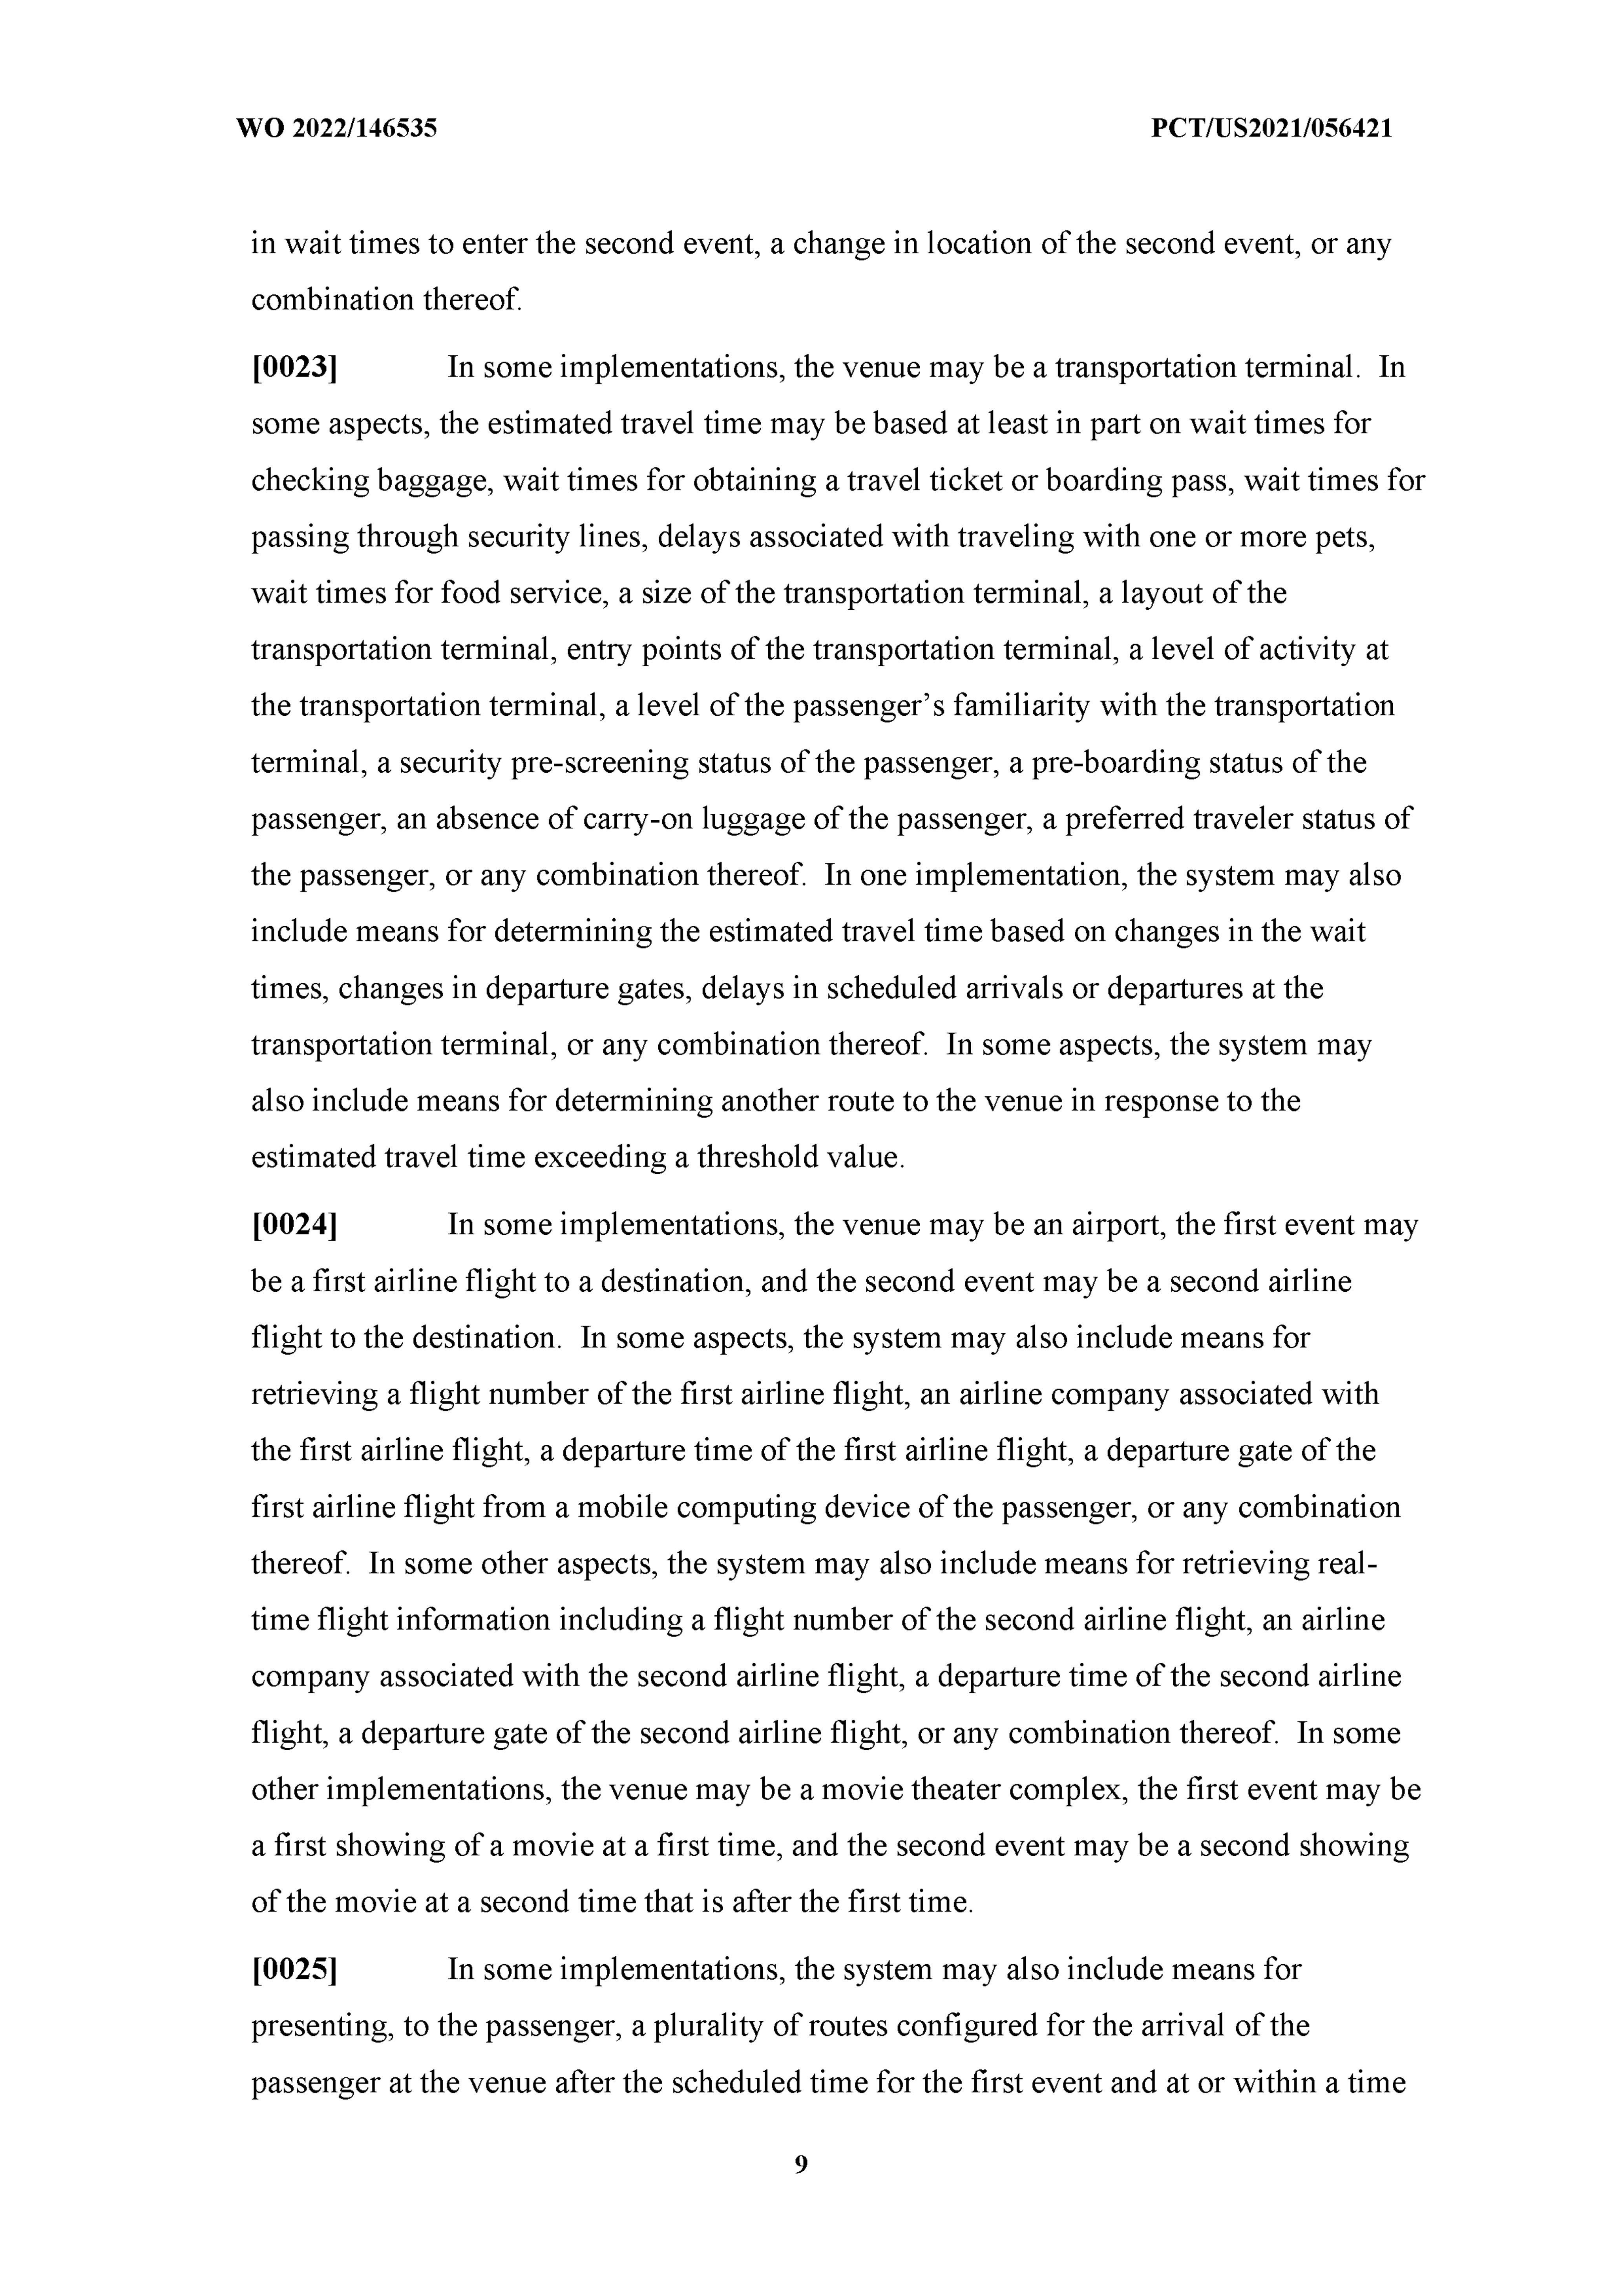 WO 2022/146535 PCT/US2021/056421
in wait times to enter the second event, a change in location of the second event, or any
combination thereof.
[0023] In some implementations, the venue may be a transportation terminal. In
some aspects, the estimated travel time may be based at least in part on wait times for
checking baggage, wait times for obtaining a travel ticket or boarding pass, wait times for
passing through security lines, delays associated with traveling with one or more pets,
wait times for food service, a size of the transportation terminal, a layout of the
transportation terminal, entry points of the transportation terminal, a level of activity at
the transportation terminal, a level of the passenger’s familiarity with the transportation
terminal, a security pre-screening status of the passenger, a pre-boarding status of the
passenger, an absence of carry-on luggage of the passenger, a preferred traveler status of
the passenger, or any combination thereof. In one implementation, the system may also
include means for determining the estimated travel time based on changes in the wait
times, changes in departure gates, delays in scheduled arrivals or departures at the
transportation terminal, or any combination thereof. In some aspects, the system may
also include means for determining another route to the venue in response to the
estimated travel time exceeding a threshold value.
[0024] In some implementations, the venue may be an airport, the first event may
be a first airline flight to a destination, and the second event may be a second airline
flight to the destination. In some aspects, the system may also include means for
retrieving a flight number of the first airline flight, an airline company associated with
the first airline flight, a departure time of the first airline flight, a departure gate of the
first airline flight from a mobile computing device of the passenger, or any combination
thereof. In some other aspects, the system may also include means for retrieving real-
time flight information including a flight number of the second airline flight, an airline
company associated with the second airline flight, a departure time of the second airline
flight, a departure gate of the second airline flight, or any combination thereof. In some
other implementations, the venue may be a movie theater complex, the first event may be
a first showing of a movie at a first time, and the second event may be a second showing
of the movie at a second time that is after the first time.
[0025] In some implementations, the system may also include means for
presenting, to the passenger, a plurality of routes configured for the arrival of the
passenger at the venue after the scheduled time for the first event and at or within a time
9